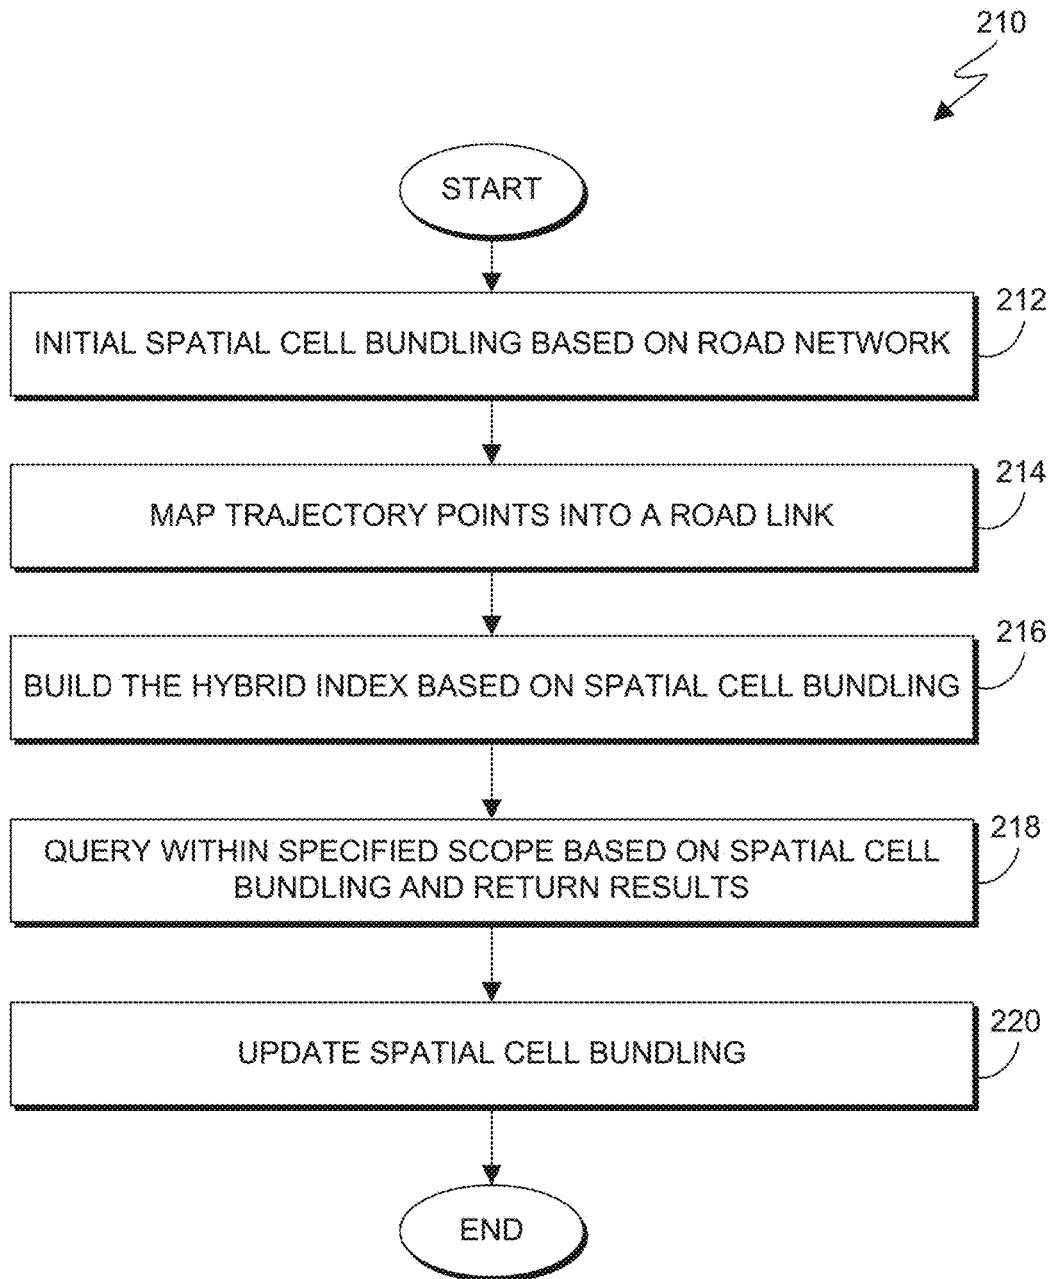 210
START
212
INITIAL SPATIAL CELL BUNDLING BASED ON ROAD NETWORK
214
MAP TRAJECTORY POINTS INTO A ROAD LINK
216
BUILD THE HYBRID INDEX BASED ON SPATIAL CELL BUNDLING
218
QUERY WITHIN SPECIFIED SCOPE BASED ON SPATIAL CELL
BUNDLING AND RETURN RESULTS
220
UPDATE SPATIAL CELL BUNDLING
END